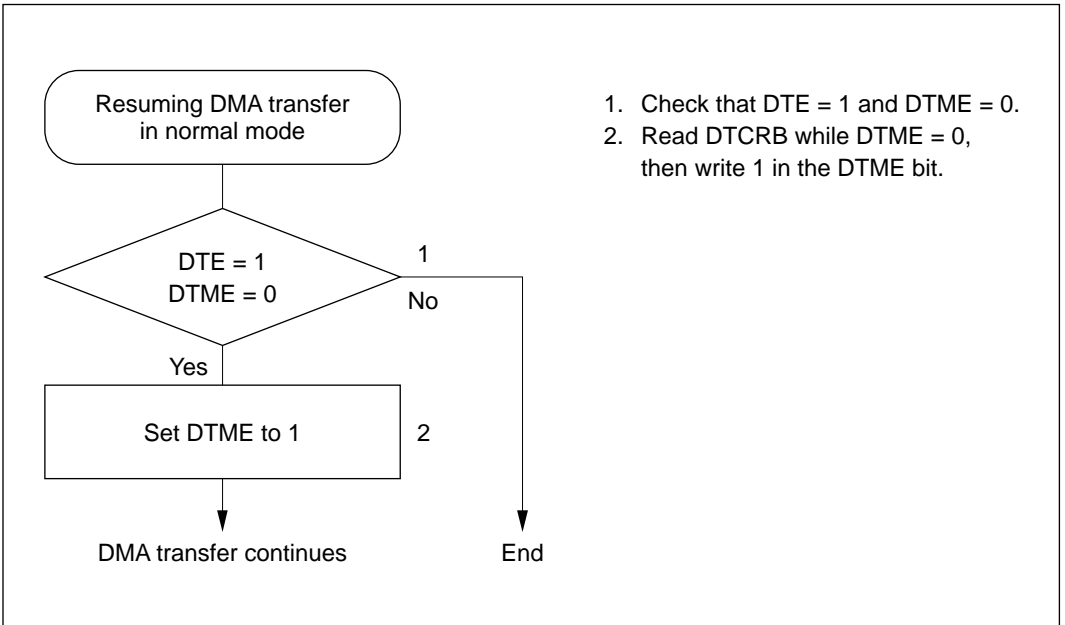 Resuming DMA transfer
in normal mode
1. Check that DTE = 1 and DTME = 0.
2. Read DTCRB while DTME = 0,
then write 1 in the DTME bit.
DTE = 1
DTME = 0
1
No
Yes
Set DTME to 1
2
DMA transfer continues
End